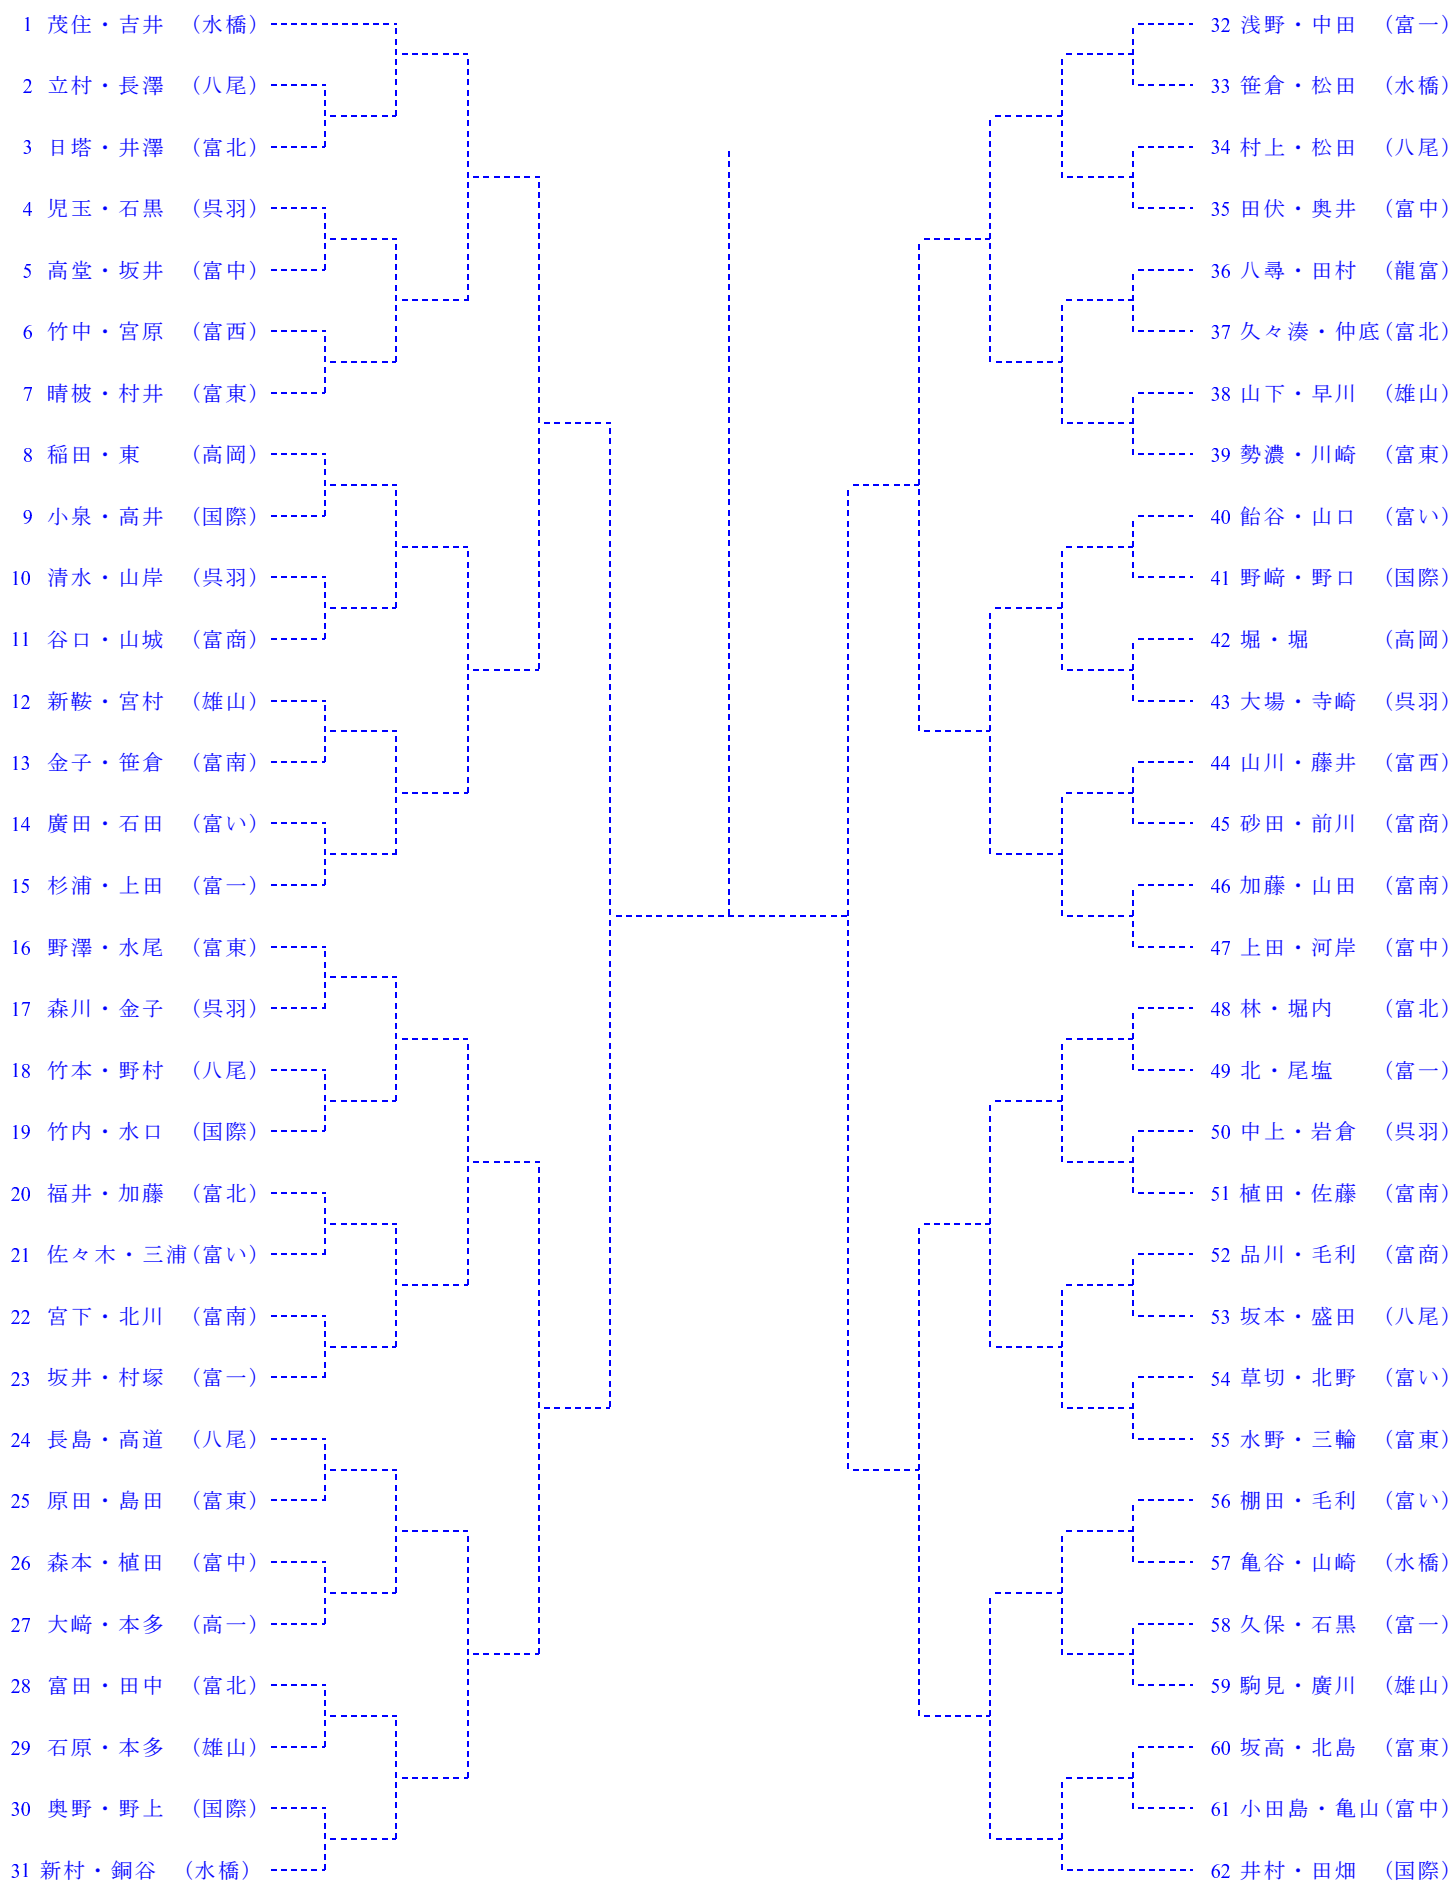 1 茂住・吉井 (水橋)
2 立村・長澤 (八尾)
3 日塔・井澤 (富北)
4 児玉・石黒 (呉羽)
5 高堂・坂井 (富中)
6 竹中・宮原 (富西)
7 晴柀・村井 (富東)
8 稲田・東 (高岡)
9 小泉・高井 (国際)
10 清水・山岸 (呉羽)
11 谷口・山城 (富商)
12 新鞍・宮村 (雄山)
13 金子・笹倉 (富南)
14 廣田・石田 (富い)
15 杉浦・上田 (富一)
16 野澤・水尾 (富東)
17 森川・金子 (呉羽)
18 竹本・野村 (八尾)
19 竹内・水口 (国際)
20 福井・加藤 (富北)
21 佐々木・三浦(富い)
22 宮下・北川 (富南)
23 坂井・村塚 (富一)
24 長島・高道 (八尾)
25 原田・島田 (富東)
26 森本・植田 (富中)
27 大﨑・本多 (高一)
28 富田・田中 (富北)
29 石原・本多 (雄山)
30 奥野・野上 (国際)
31 新村・銅谷 (水橋)
32 浅野・中田 (富一)
33 笹倉・松田 (水橋)
34 村上・松田 (八尾)
35 田伏・奥井 (富中)
36 八尋・田村 (龍富)
37 久々湊・仲底(富北)
38 山下・早川 (雄山)
39 勢濃・川崎 (富東)
40 飴谷・山口 (富い)
41 野﨑・野口 (国際)
42 堀・堀 (高岡)
43 大場・寺崎 (呉羽)
44 山川・藤井 (富西)
45 砂田・前川 (富商)
46 加藤・山田 (富南)
47 上田・河岸 (富中)
48 林・堀内 (富北)
49 北・尾塩 (富一)
50 中上・岩倉 (呉羽)
51 植田・佐藤 (富南)
52 品川・毛利 (富商)
53 坂本・盛田 (八尾)
54 草切・北野 (富い)
55 水野・三輪 (富東)
56 棚田・毛利 (富い)
57 亀谷・山崎 (水橋)
58 久保・石黒 (富一)
59 駒見・廣川 (雄山)
60 坂高・北島 (富東)
61 小田島・亀山(富中)
62 井村・田畑 (国際)